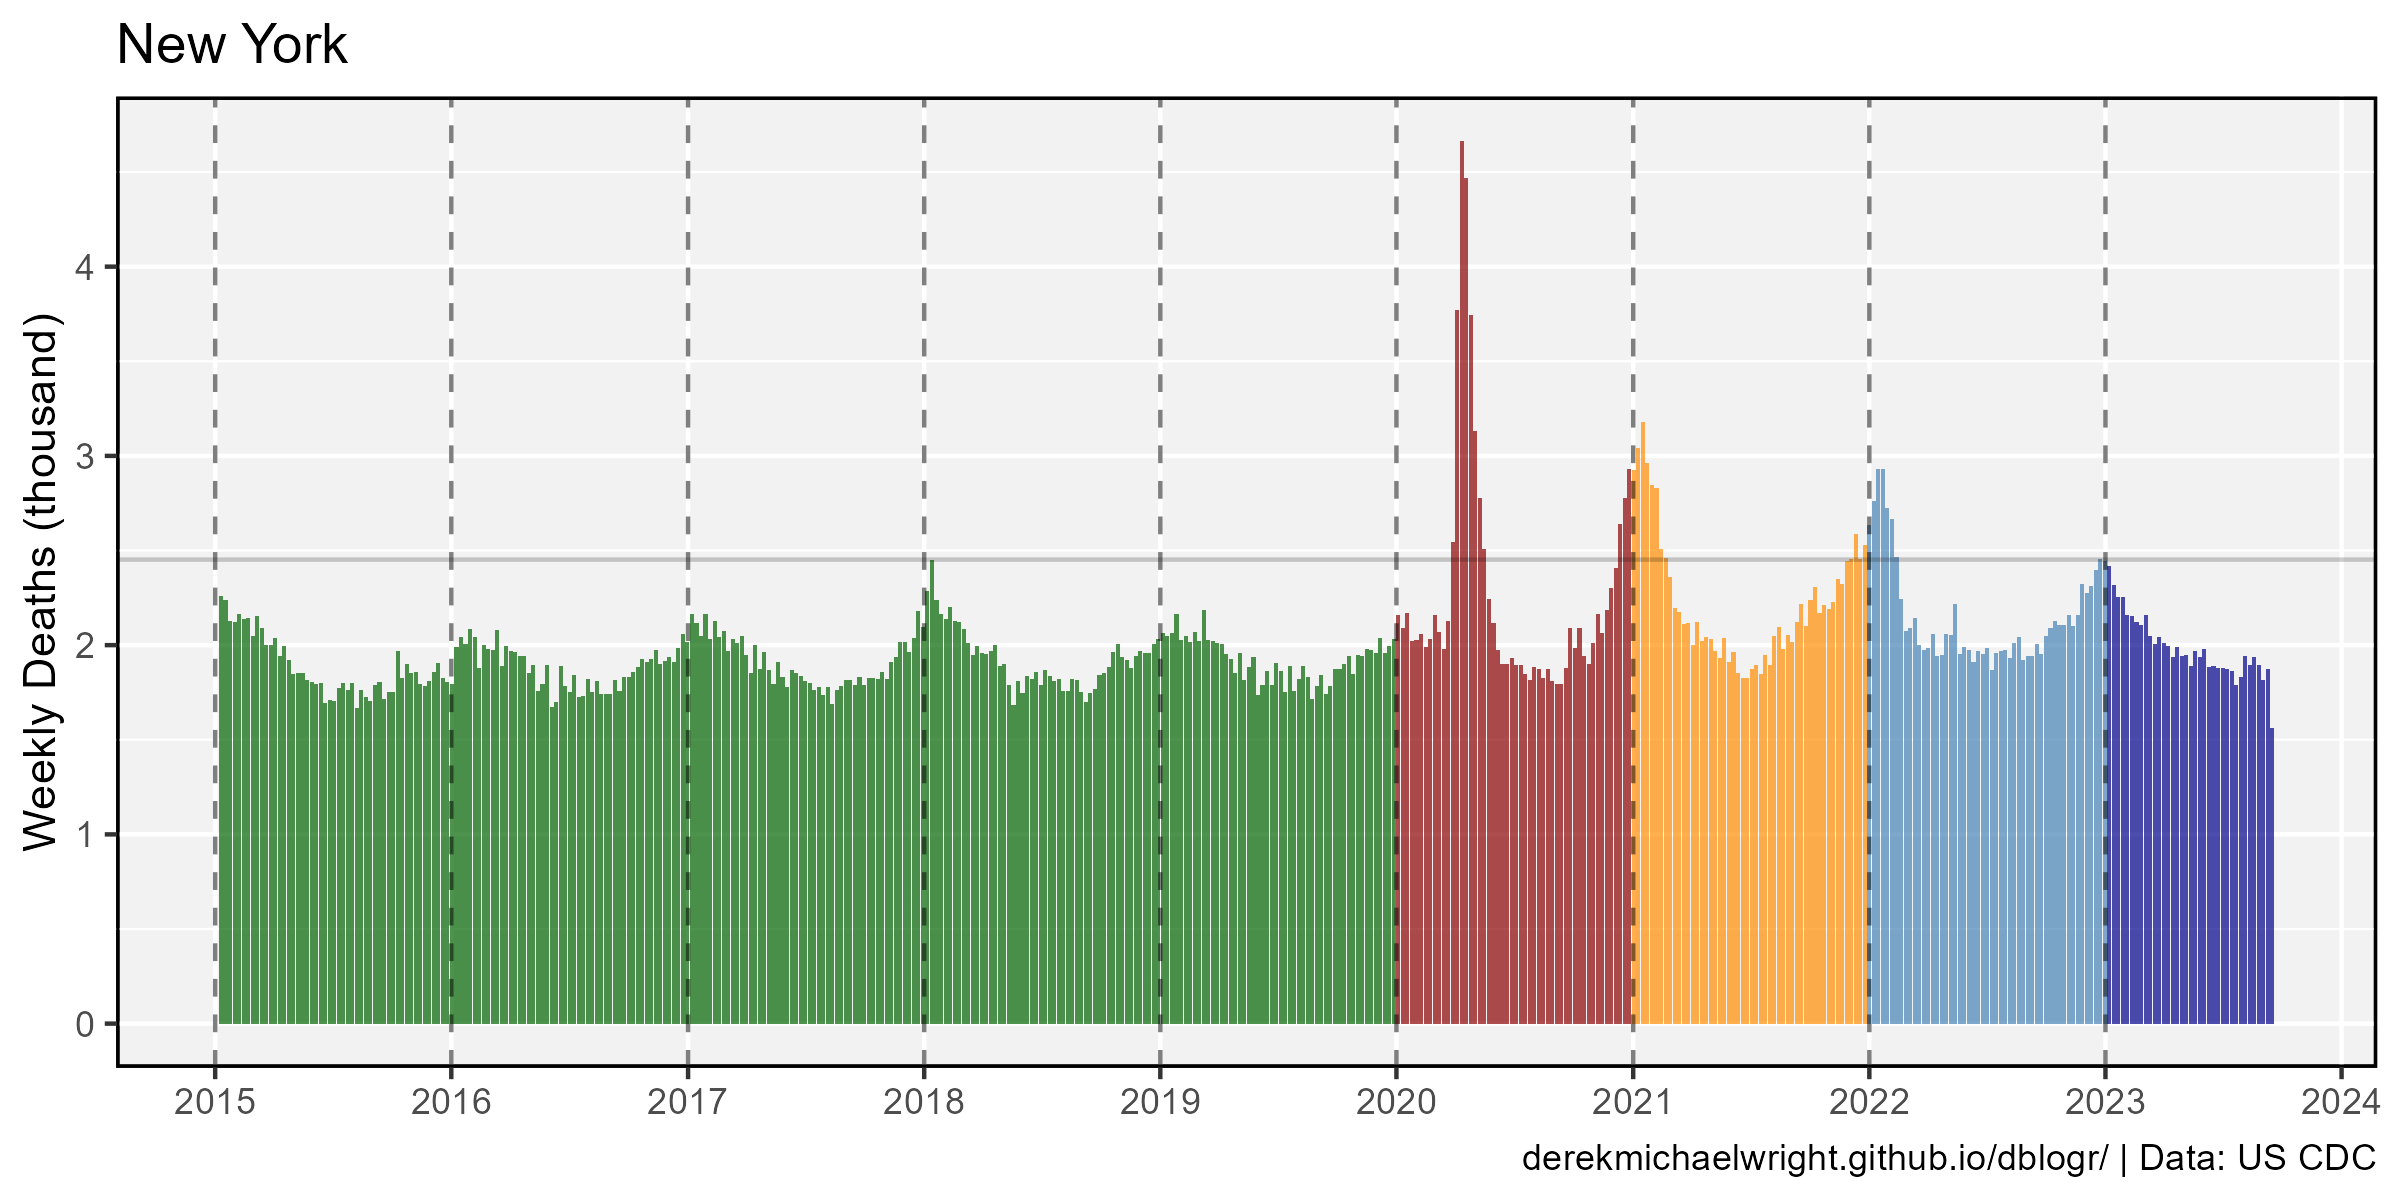 New York
Weekly Deaths (thousand)
4
3
2
1
0
2015 2016 2017 2018 2019 2020 2021 2022 2023 2024
derekmichaelwright.github.io/dblogr/ | Data: US CDC